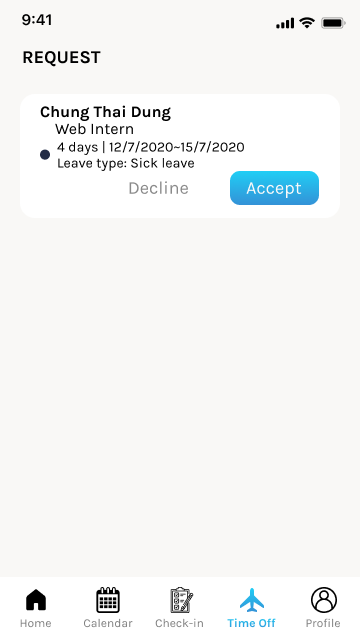 9:41
REQUEST
Chung Thai Dung
Web Intern
4 days | 12/7/2020~15/7/2020
Leave type: Sick leave
Decline
Accept
Home
Calendar
Check-in
Time Off
Profile